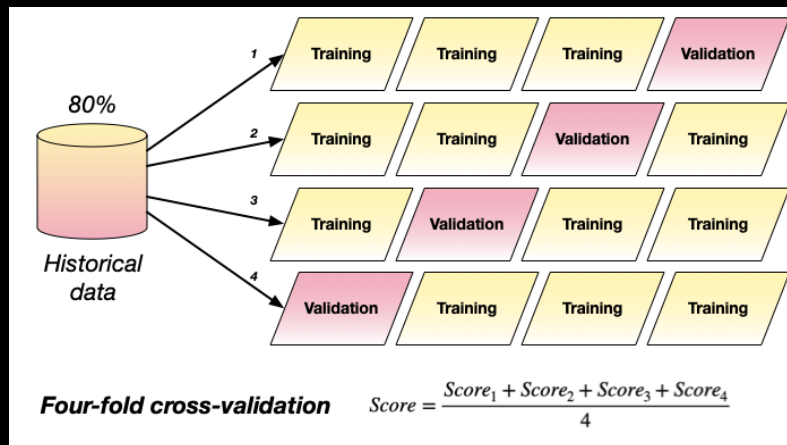 1
Training Training Training Validation
80%
2
Training Training Validation Training
3
Training Validation Training Training
Historical
data
4
Validation Training Training Training
Four-fold cross-validation
Score = (Score₁ + Score₂ + Score₃ + Score₄) / 4